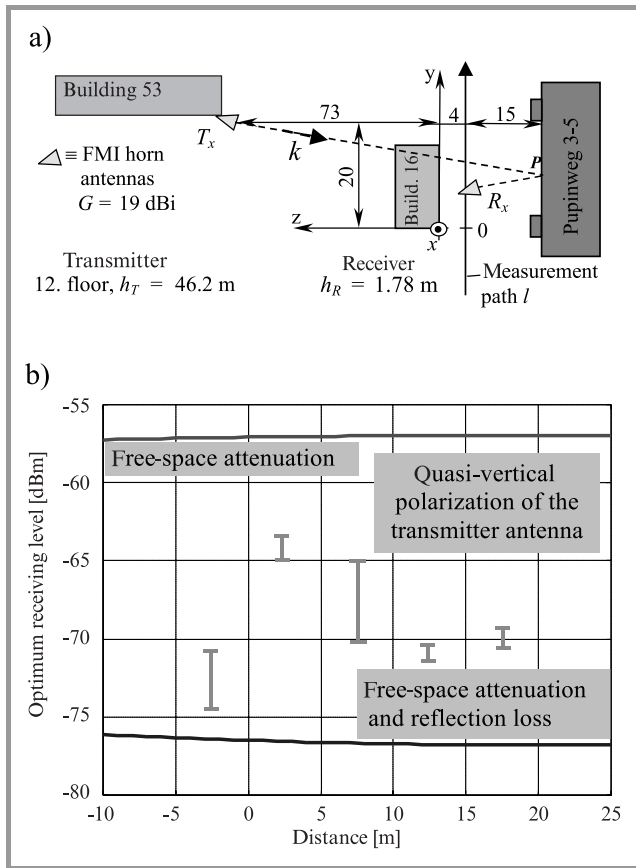 a)
Building 53
Tx
73
4
15
y
k
20
Build. 16
P
Rx
Pupinweg 3-5
≡ FMI horn
antennas
G = 19 dBi
z
x
0
Transmitter
12. floor, hT = 46.2 m
Receiver
hR = 1.78 m
Measurement
path l
b)
Optimum receiving level [dBm]
-55
-60
-65
-70
-75
-80
Free-space attenuation
Quasi-vertical
polarization of the
transmitter antenna
Free-space attenuation
and reflection loss
-10 -5 0 5 10 15 20 25
Distance [m]